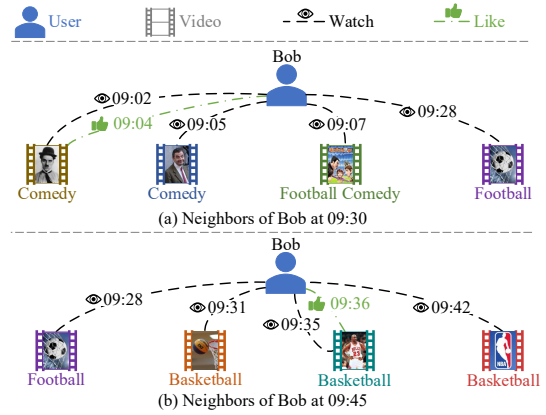 User Video Watch Like
Bob
09:02
09:04 09:05 09:07 09:28
Comedy Comedy Football Comedy Football
(a) Neighbors of Bob at 09:30
Bob
09:28 09:31 09:36 09:42
09:35
23
NBA
Football Basketball Basketball Basketball
(b) Neighbors of Bob at 09:45